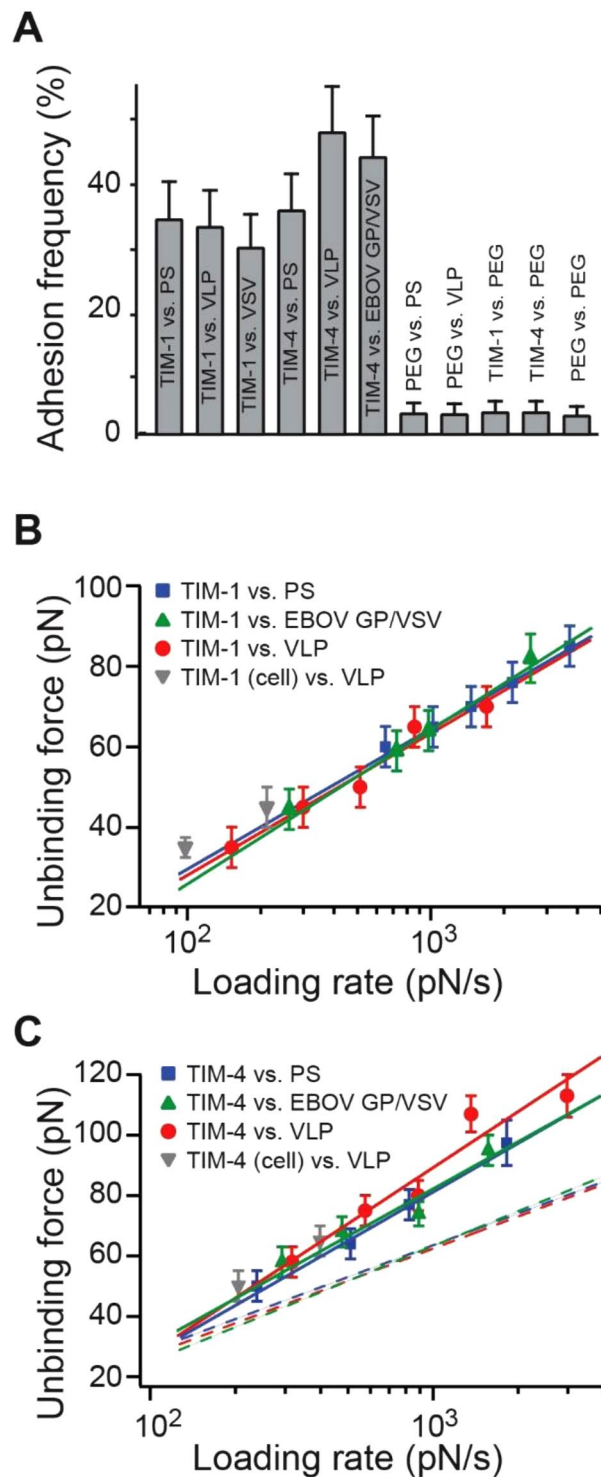 A
Adhesion frequency (%)
40
20
0
TIM-1 vs. PS
TIM-1 vs. VLP
TIM-1 vs. VSV
TIM-4 vs. PS
TIM-4 vs. VLP
TIM-4 vs. EBOV GP/VSV
PEG vs. PS
PEG vs. VLP
TIM-1 vs. PEG
TIM-4 vs. PEG
PEG vs. PEG
B
Unbinding force (pN)
100
80
60
40
20
TIM-1 vs. PS
TIM-1 vs. EBOV GP/VSV
TIM-1 vs. VLP
TIM-1 (cell) vs. VLP
10² 10³
Loading rate (pN/s)
C
Unbinding force (pN)
120
100
80
60
40
20
TIM-4 vs. PS
TIM-4 vs. EBOV GP/VSV
TIM-4 vs. VLP
TIM-4 (cell) vs. VLP
10² 10³
Loading rate (pN/s)